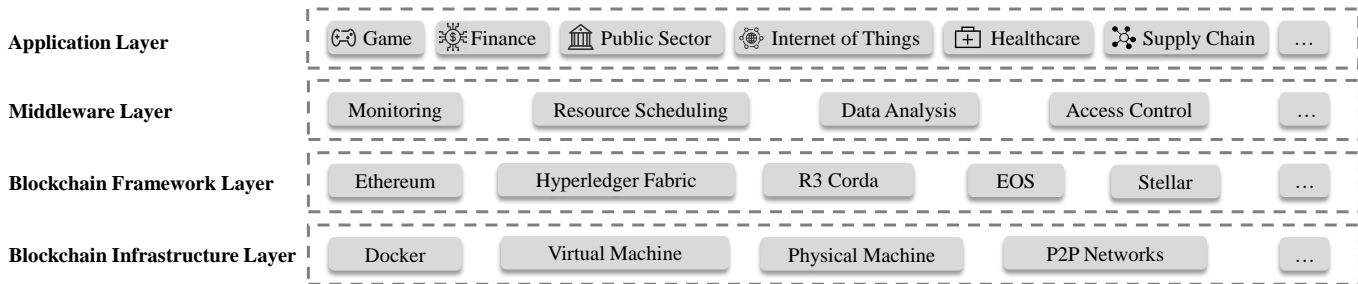 Application Layer Game Finance Public Sector Internet of Things Healthcare Supply Chain …
Middleware Layer Monitoring Resource Scheduling Data Analysis Access Control …
Blockchain Framework Layer Ethereum Hyperledger Fabric R3 Corda EOS Stellar …
Blockchain Infrastructure Layer Docker Virtual Machine Physical Machine P2P Networks …